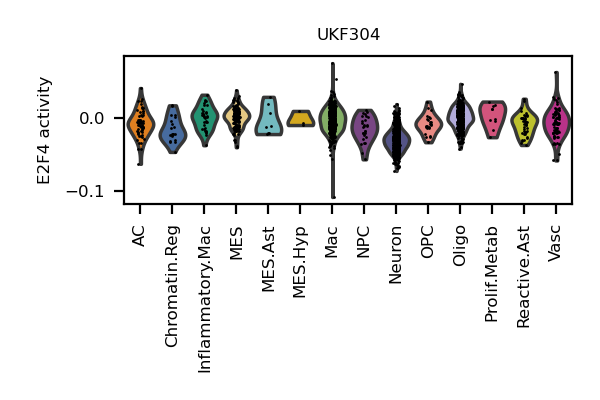 UKF304
E2F4 activity
0.0
−0.1
AC
Chromatin.Reg
Inflammatory.Mac
MES
MES.Ast
MES.Hyp
Mac
NPC
Neuron
OPC
Oligo
Prolif.Metab
Reactive.Ast
Vasc